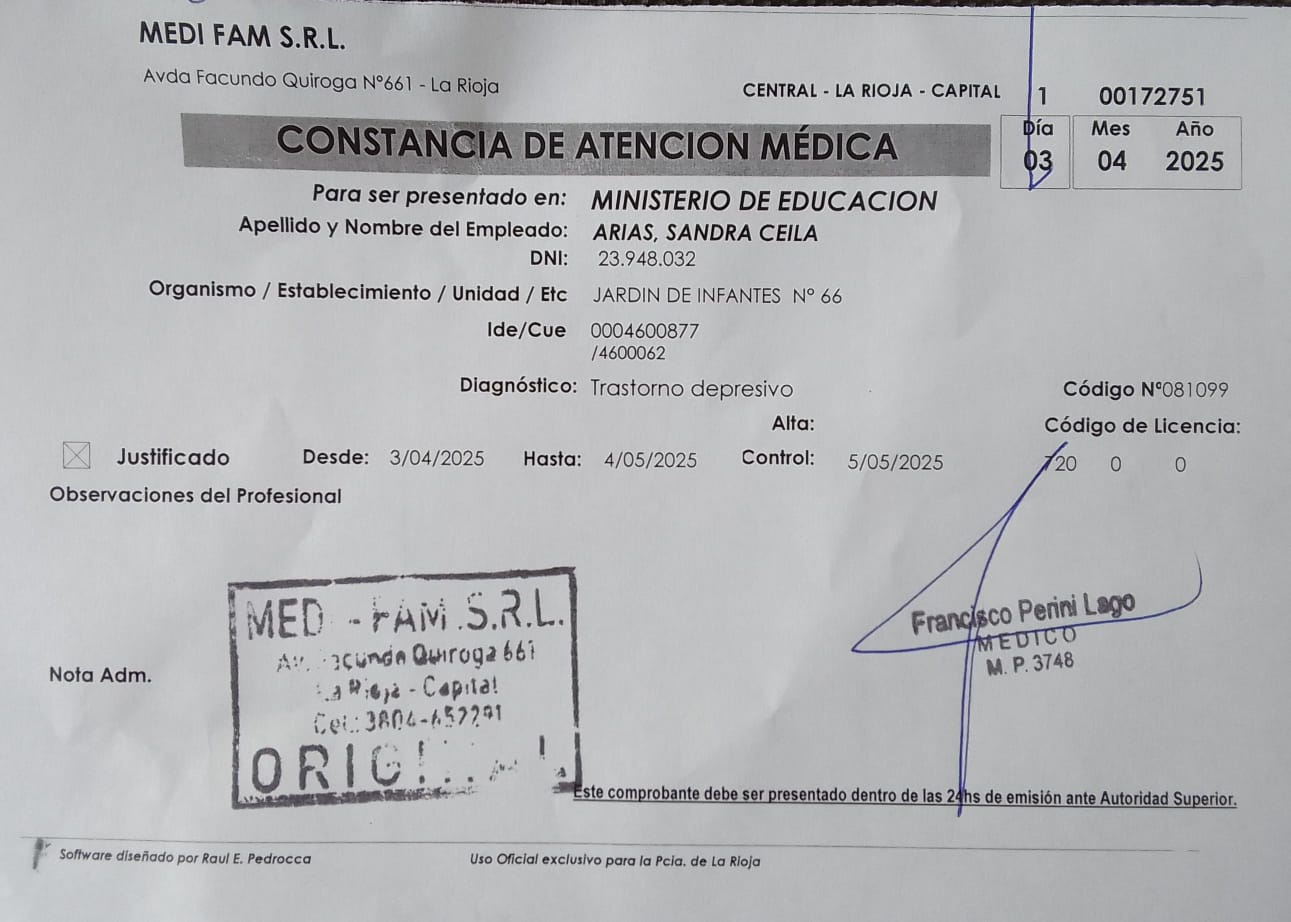 MEDI FAM S.R.L.
Avda Facundo Quiroga Nº661 - La Rioja
CENTRAL - LA RIOJA - CAPITAL 1 00172751
CONSTANCIA DE ATENCION MÉDICA
Día Mes Año
03 04 2025
Para ser presentado en: MINISTERIO DE EDUCACION
Apellido y Nombre del Empleado: ARIAS, SANDRA CEILA
DNI: 23.948.032
Organismo / Establecimiento / Unidad / Etc JARDIN DE INFANTES Nº 66
Ide/Cue 0004600877
/4600062
Diagnóstico: Trastorno depresivo Código Nº081099
Alta: Código de Licencia:
Justificado Desde: 3/04/2025 Hasta: 4/05/2025 Control: 5/05/2025 720 0 0
Observaciones del Profesional
MED - FAM.S.R.L.
Quiroga 661
- Capital
Francisco Perini Lago
MEDICO
M. P. 3748
Nota Adm.
Este comprobante debe ser presentado dentro de las 24hs de emisión ante Autoridad Superior.
Software diseñado por Raul E. Pedrocca Uso Oficial exclusivo para la Pcia. de La Rioja